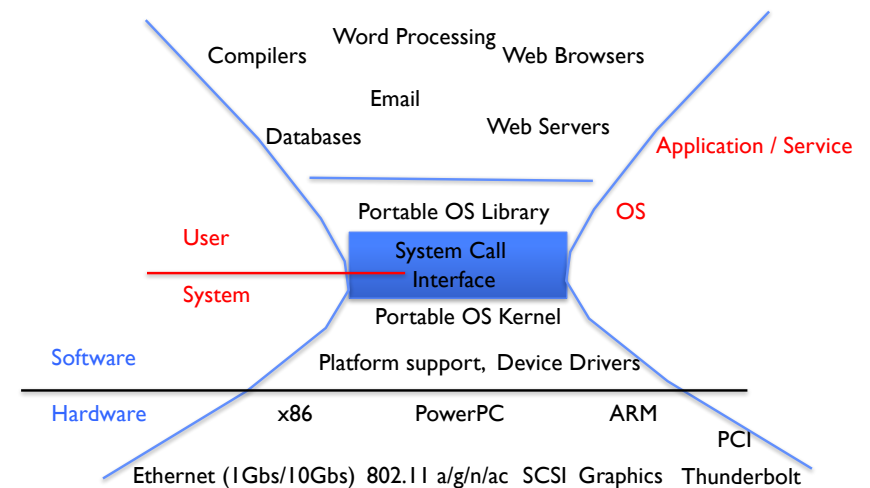 Word Processing
Compilers
Web Browsers
Email
Web Servers
Databases
Application / Service
Portable OS Library
OS
User
System Call
Interface
System
Portable OS Kernel
Software
Platform support, Device Drivers
Hardware
x86
PowerPC
ARM
PCI
Ethernet (1Gbs/10Gbs) 802.11 a/g/n/ac SCSI Graphics Thunderbolt